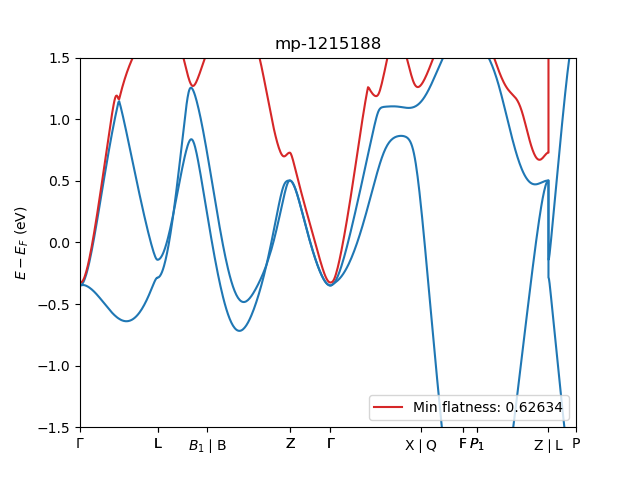 mp-1215188
E − E_F (eV)
1.5
1.0
0.5
0.0
−0.5
−1.0
−1.5
Min flatness: 0.62634
Γ L B₁ | B Z Γ X | Q F P₁ Z | L P